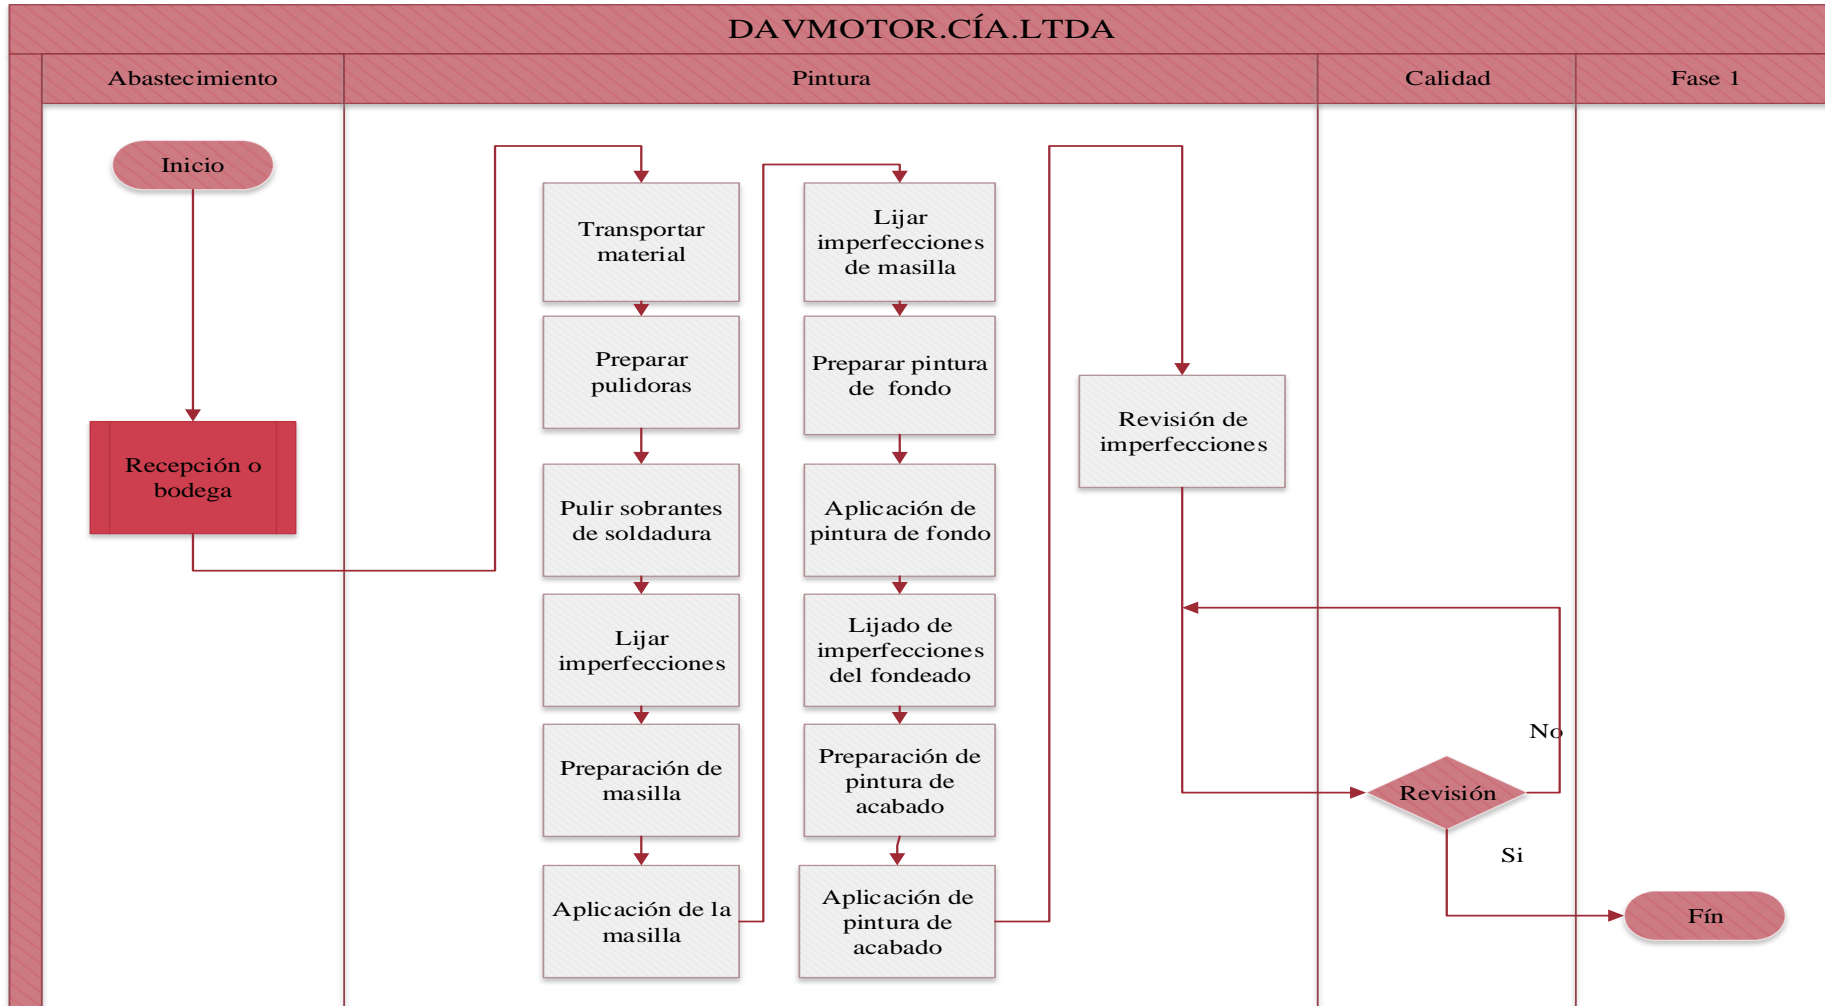 DAVMOTOR.CÍA.LTDA
Abastecimiento
Pintura
Calidad
Fase 1
Inicio
Recepción o
bodega
Transportar
material
Preparar
pulidoras
Pulir sobrantes
de soldadura
Lijar
imperfecciones
Preparación de
masilla
Aplicación de la
masilla
Lijar
imperfecciones
de masilla
Preparar pintura
de fondo
Aplicación de
pintura de fondo
Lijado de
imperfecciones
del fondeado
Preparación de
pintura de
acabado
Aplicación de
pintura de
acabado
Revisión de
imperfecciones
Revisión
No
Si
Fín